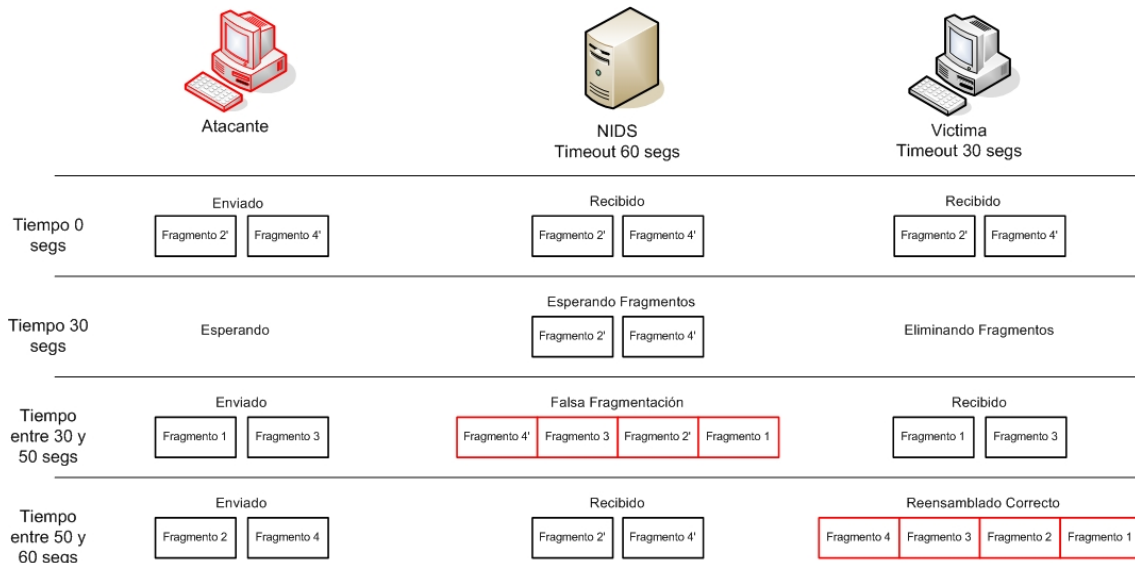 Atacante
NIDS
Timeout 60 segs
Victima
Timeout 30 segs
Tiempo 0
segs
Enviado
Fragmento 2' Fragmento 4'
Recibido
Fragmento 2' Fragmento 4'
Recibido
Fragmento 2' Fragmento 4'
Tiempo 30
segs
Esperando
Esperando Fragmentos
Fragmento 2' Fragmento 4'
Eliminando Fragmentos
Tiempo
entre 30 y
50 segs
Enviado
Fragmento 1 Fragmento 3
Falsa Fragmentación
Fragmento 4' Fragmento 3 Fragmento 2' Fragmento 1
Recibido
Fragmento 1 Fragmento 3
Tiempo
entre 50 y
60 segs
Enviado
Fragmento 2 Fragmento 4
Recibido
Fragmento 2' Fragmento 4'
Reensamblado Correcto
Fragmento 4 Fragmento 3 Fragmento 2 Fragmento 1